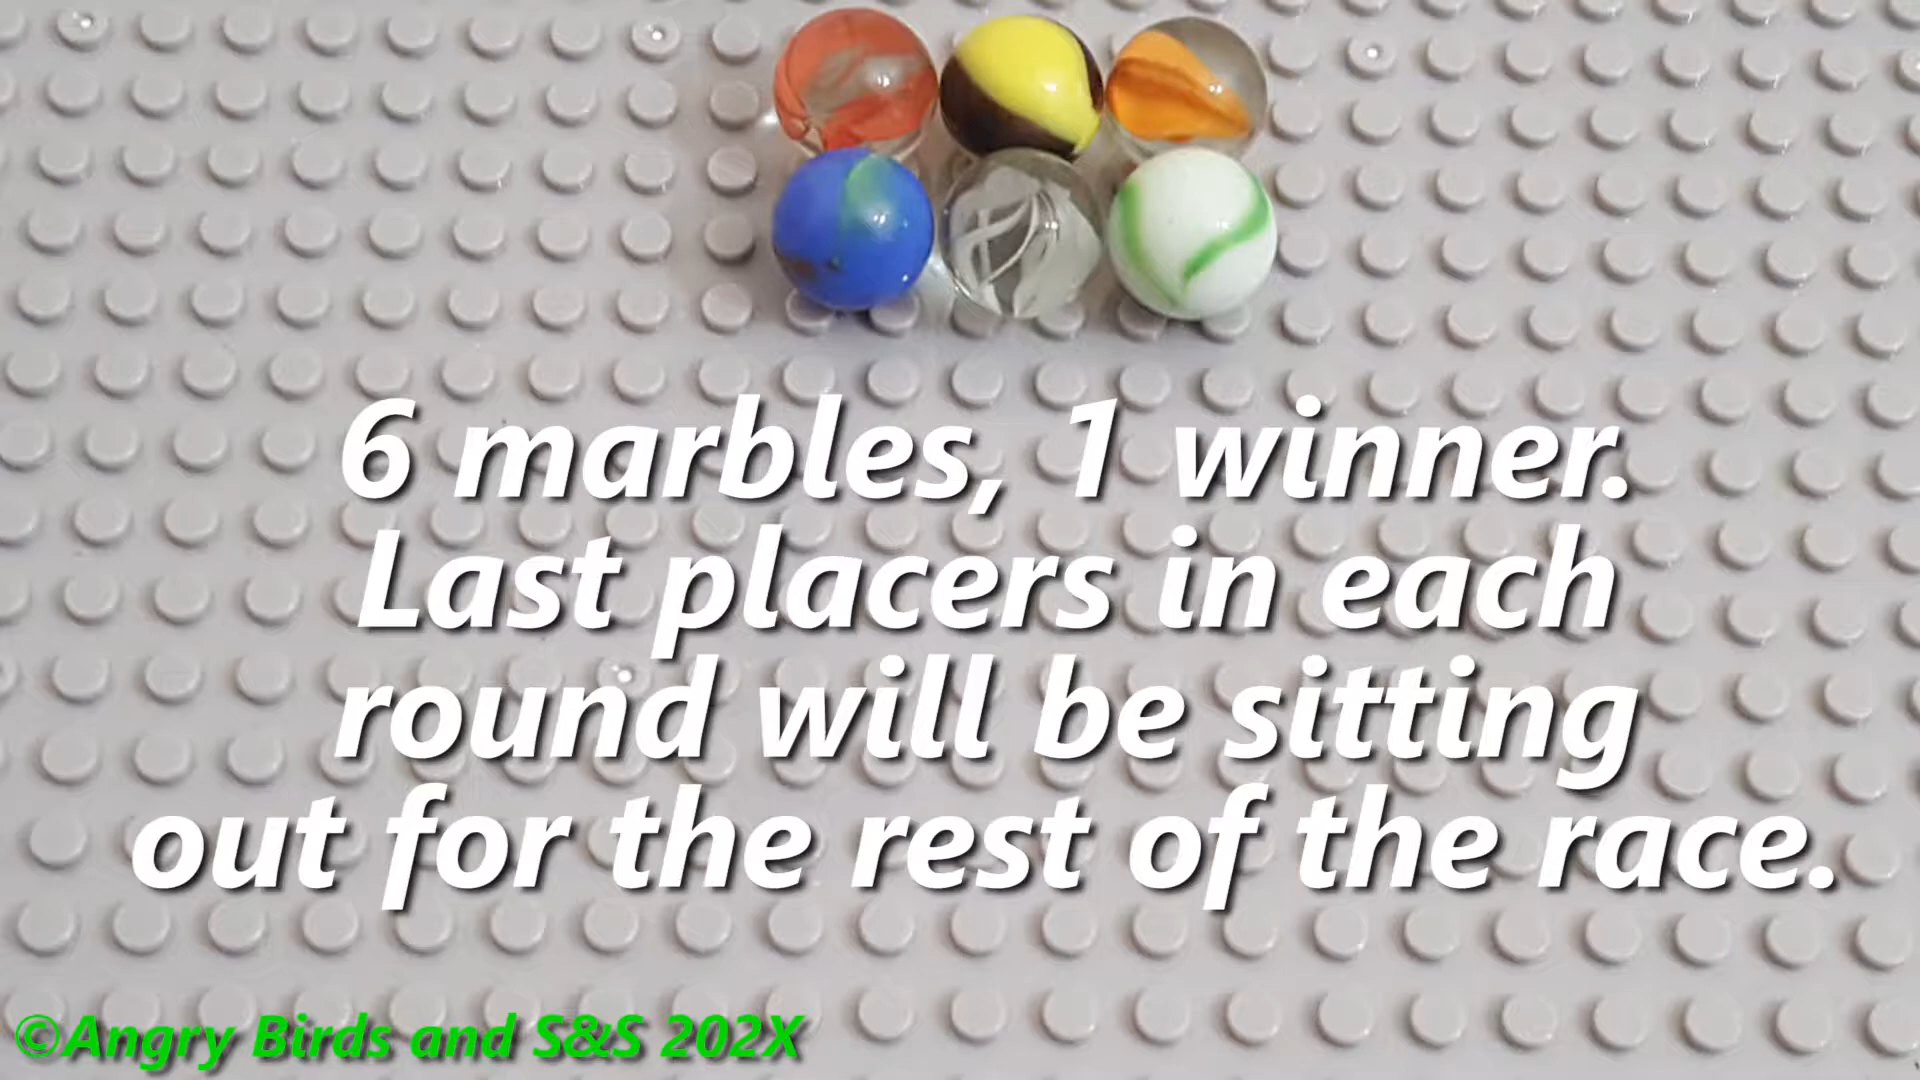 6 marbles, 1 winner.
Last placers in each
round will be sitting
out for the rest of the race.
©Angry Birds and S&S 202X